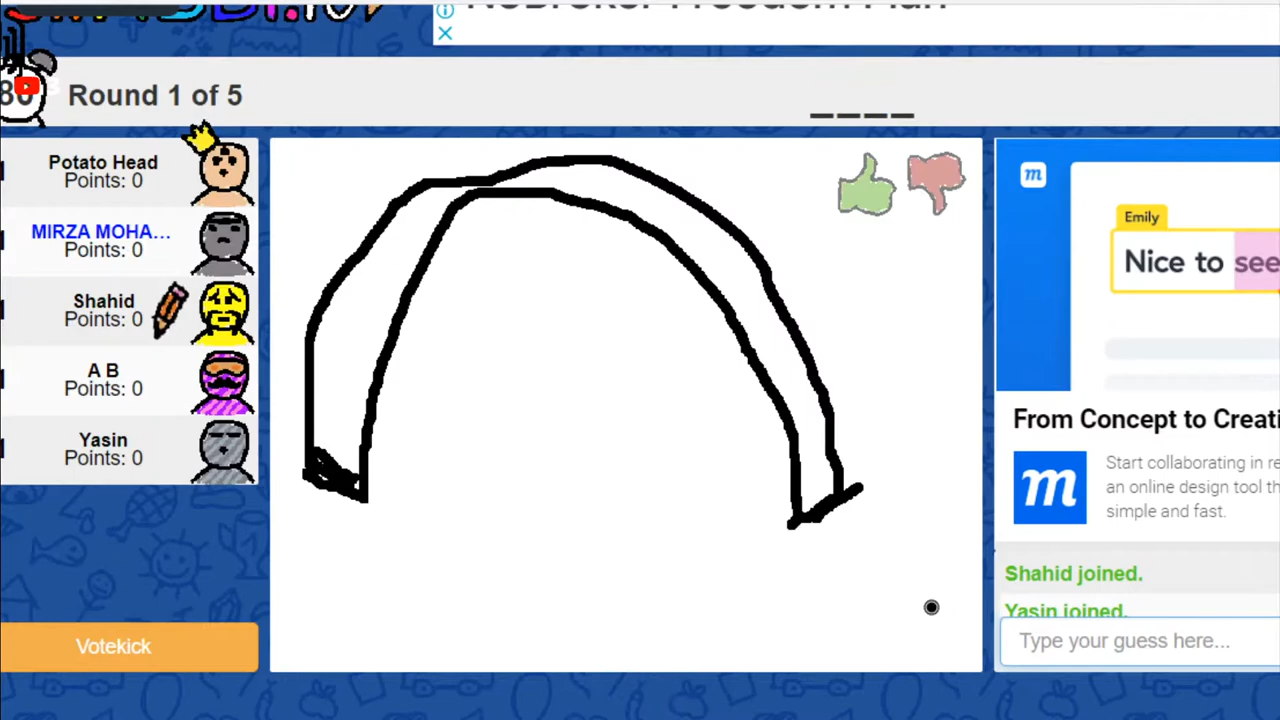 80
Round 1 of 5
_ _ _ _
Potato Head
Points: 0
MIRZA MOHA...
Points: 0
Shahid
Points: 0
A B
Points: 0
Yasin
Points: 0
Votekick
m
Emily
Nice to see
From Concept to Creati
m
Start collaborating in re
an online design tool th
simple and fast.
Shahid joined.
Yasin joined.
Type your guess here...